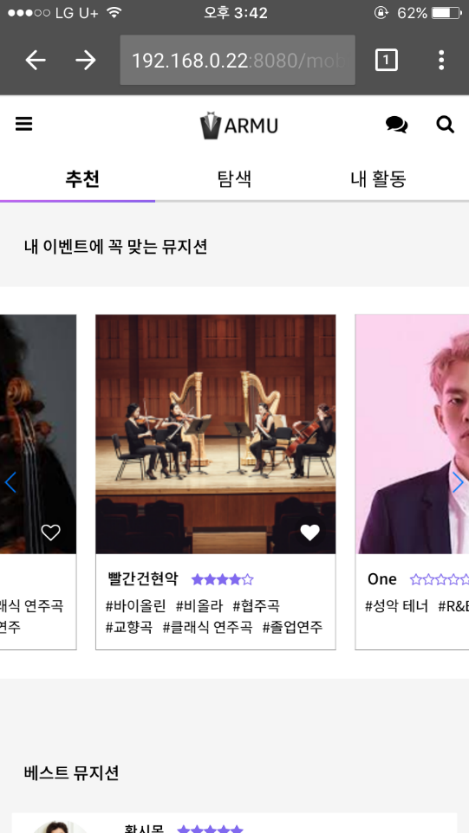 LG U+ 오후 3:42 62%
192.168.0.22:8080/mob
1
ARMU
추천 탐색 내 활동
내 이벤트에 꼭 맞는 뮤지션
빨간건현악
One
래식 연주곡
#바이올린 #비올라 #협주곡
#성악 테너 #R&B
연주
#교향곡 #클래식 연주곡 #졸업연주
베스트 뮤지션
황시목